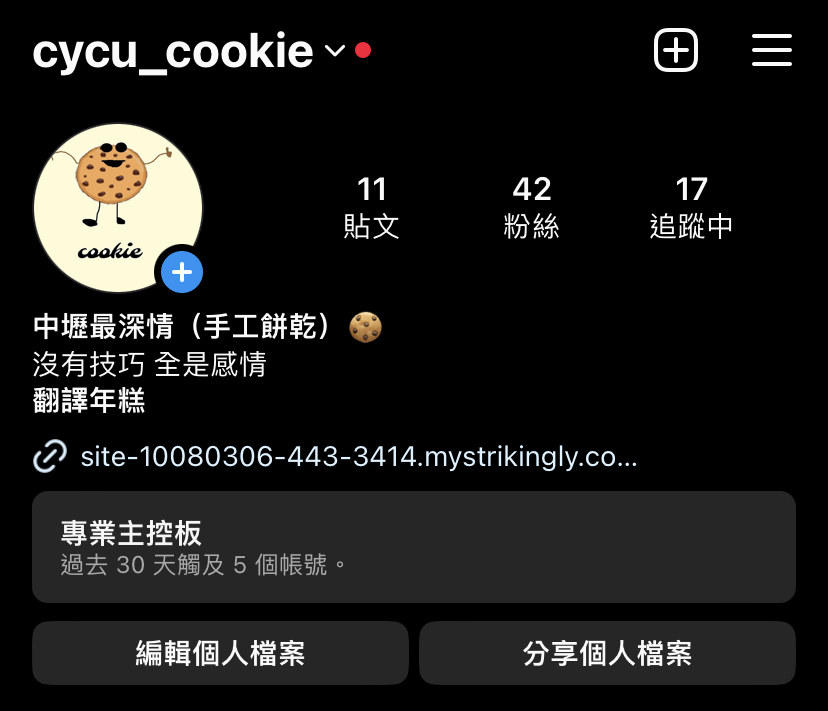 cycu_cookie
cookie
11
貼文
42
粉絲
17
追蹤中
中壢最深情（手工餅乾）🍪
沒有技巧 全是感情
翻譯年糕
site-10080306-443-3414.mystrikingly.co...
專業主控板
過去 30 天觸及 5 個帳號。
編輯個人檔案
分享個人檔案